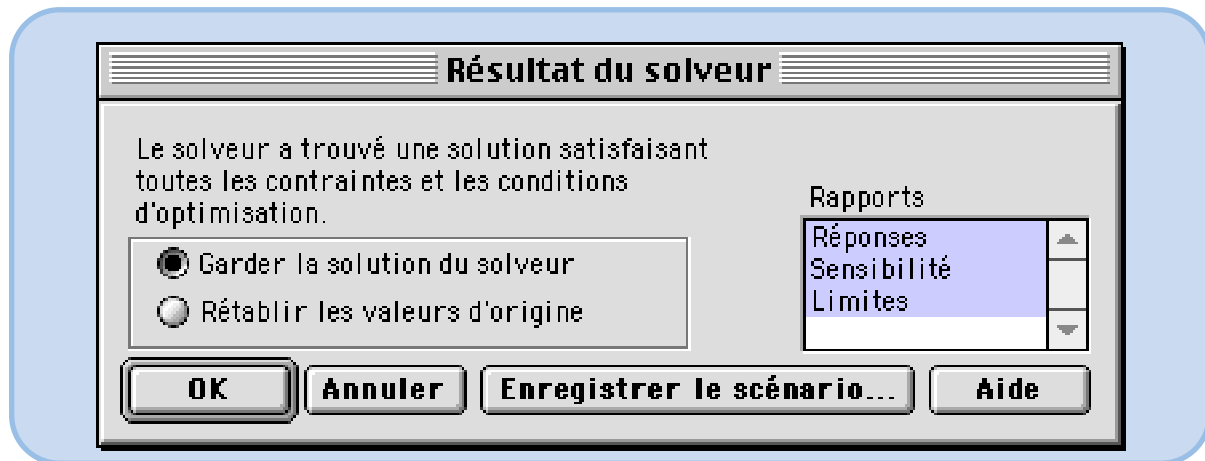 Résultat du solveur
Le solveur a trouvé une solution satisfaisant
toutes les contraintes et les conditions
d'optimisation.
Garder la solution du solveur
Rétablir les valeurs d'origine
Rapports
Réponses
Sensibilité
Limites
OK
Annuler
Enregistrer le scénario...
Aide